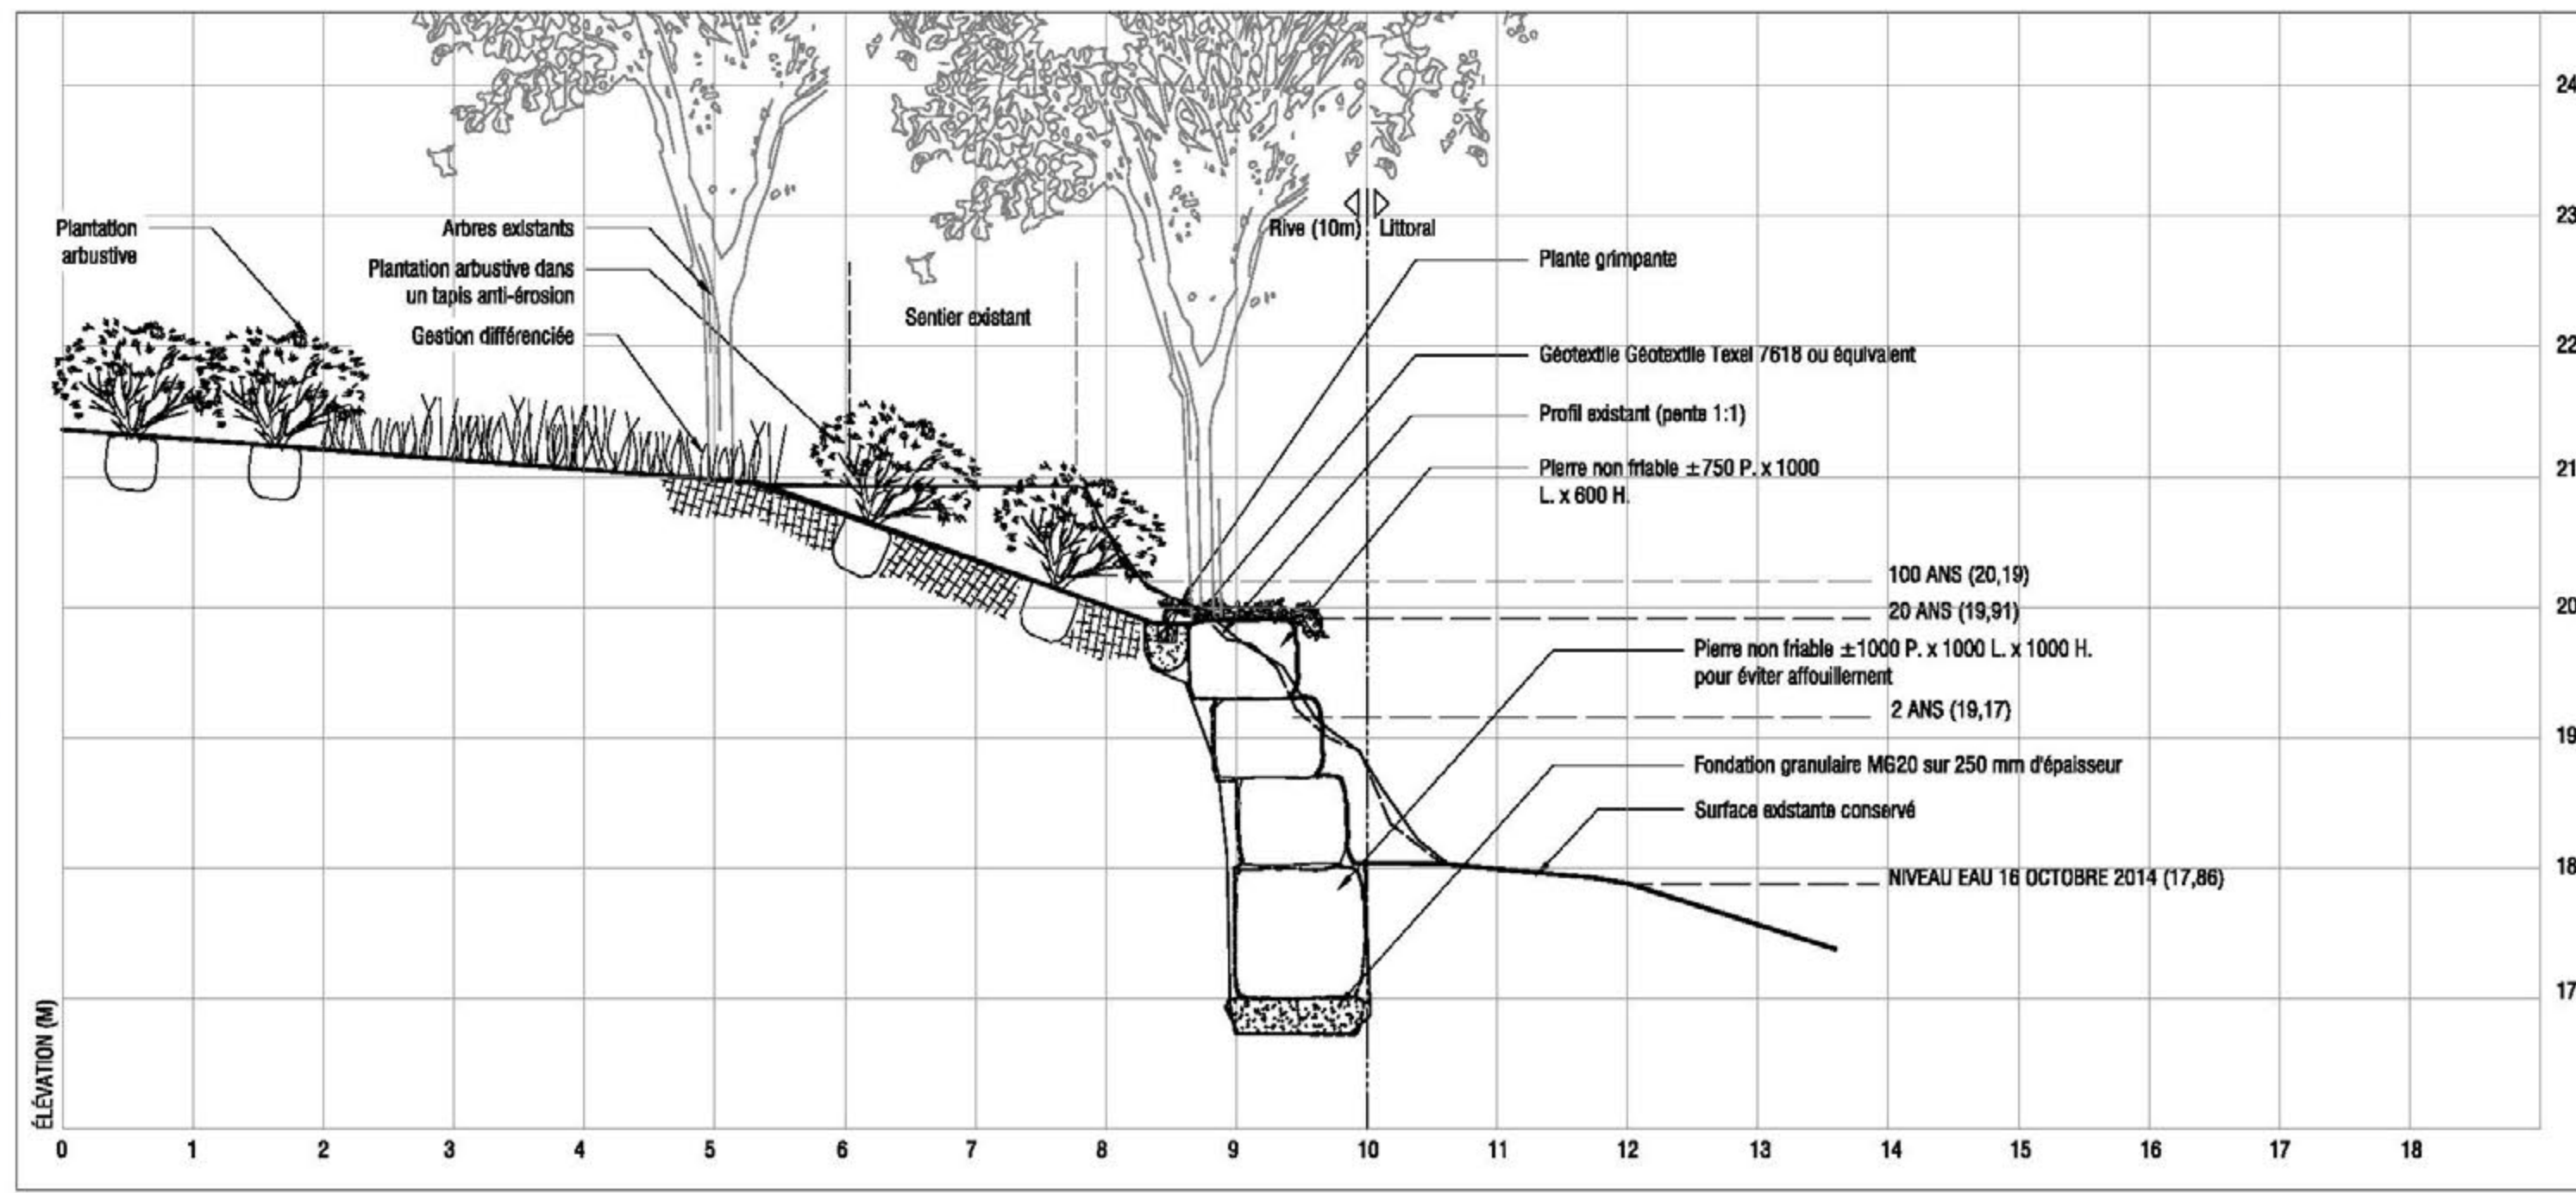 Plantation
arbustive
Arbres existants
Plantation arbustive dans
un tapis anti-érosion
Gestion différenciée
Sentier existant
Rive (10m)
Littoral
Plante grimpante
Géotextile Géotextile Texel 7618 ou équivalent
Profil existant (pente 1:1)
Pierre non friable ±750 P. x 1000
L. x 600 H.
100 ANS (20,19)
20 ANS (19,91)
Pierre non friable ±1000 P. x 1000 L. x 1000 H.
pour éviter affouillement
2 ANS (19,17)
Fondation granulaire MG20 sur 250 mm d'épaisseur
Surface existante conservé
NIVEAU EAU 16 OCTOBRE 2014 (17,86)
24
23
22
21
20
19
18
17
ÉLÉVATION (M)
0 1 2 3 4 5 6 7 8 9 10 11 12 13 14 15 16 17 18